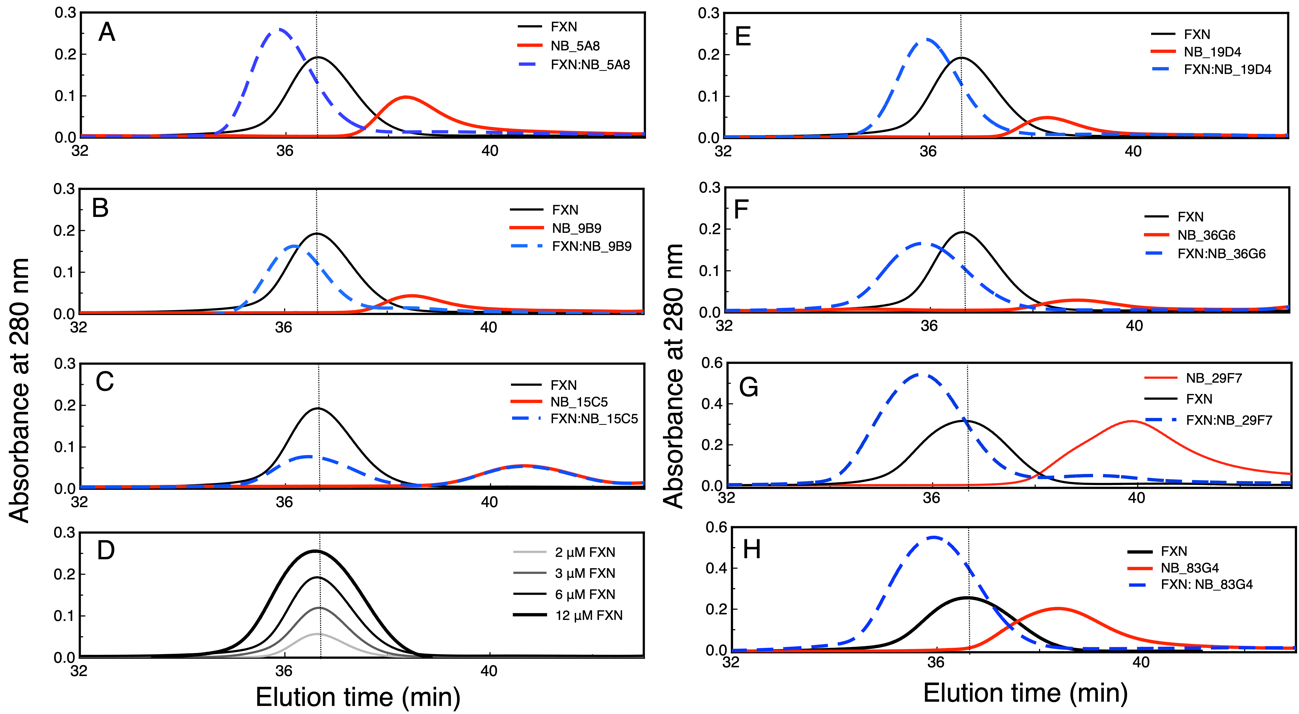 Absorbance at 280 nm
A
FXN
NB_5A8
FXN:NB_5A8
0.3
0.2
0.1
0.0
32
36
40
B
FXN
NB_9B9
FXN:NB_9B9
0.3
0.2
0.1
0.0
32
36
40
C
FXN
NB_15C5
FXN:NB_15C5
0.3
0.2
0.1
0.0
32
36
40
D
2 µM FXN
3 µM FXN
6 µM FXN
12 µM FXN
0.3
0.2
0.1
0.0
32
36
40
Elution time (min)
Absorbance at 280 nm
E
FXN
NB_19D4
FXN:NB_19D4
0.3
0.2
0.1
0.0
32
36
40
F
FXN
NB_36G6
FXN:NB_36G6
0.3
0.2
0.1
0.0
32
36
40
G
NB_29F7
FXN
FXN:NB_29F7
0.6
0.4
0.2
0.0
32
36
40
H
FXN
NB_83G4
FXN: NB_83G4
0.6
0.4
0.2
0.0
32
36
40
Elution time (min)